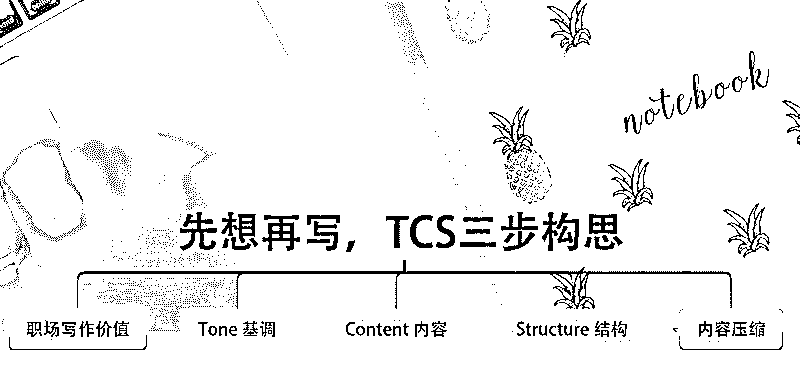 notebook
先想再写，TCS三步构思
职场写作价值
Tone 基调
Content 内容
Structure 结构
内容压缩